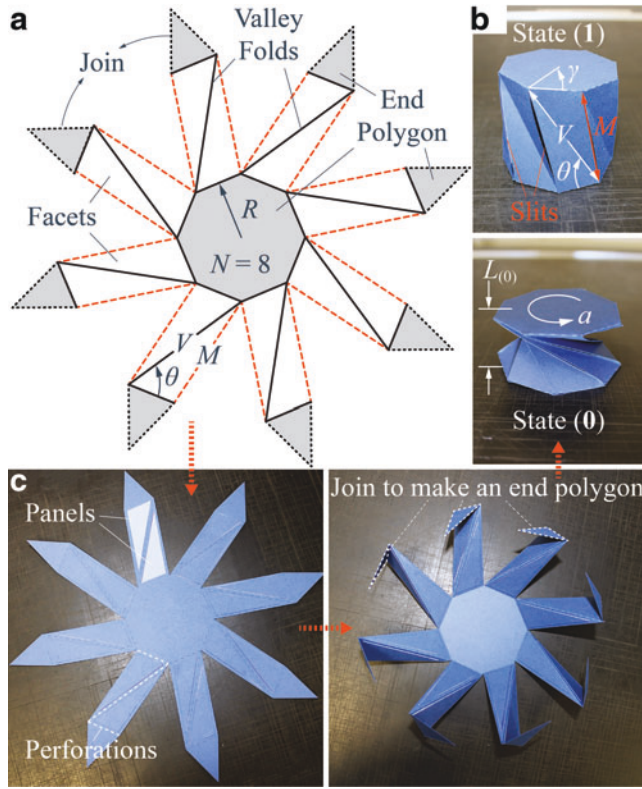 a
Join
Valley
Folds
End
Polygon
Facets
R
N = 8
V
M
θ
b
State (1)
γ
V
M
θ
Slits
L(0)
a
State (0)
c
Panels
Perforations
Join to make an end polygon